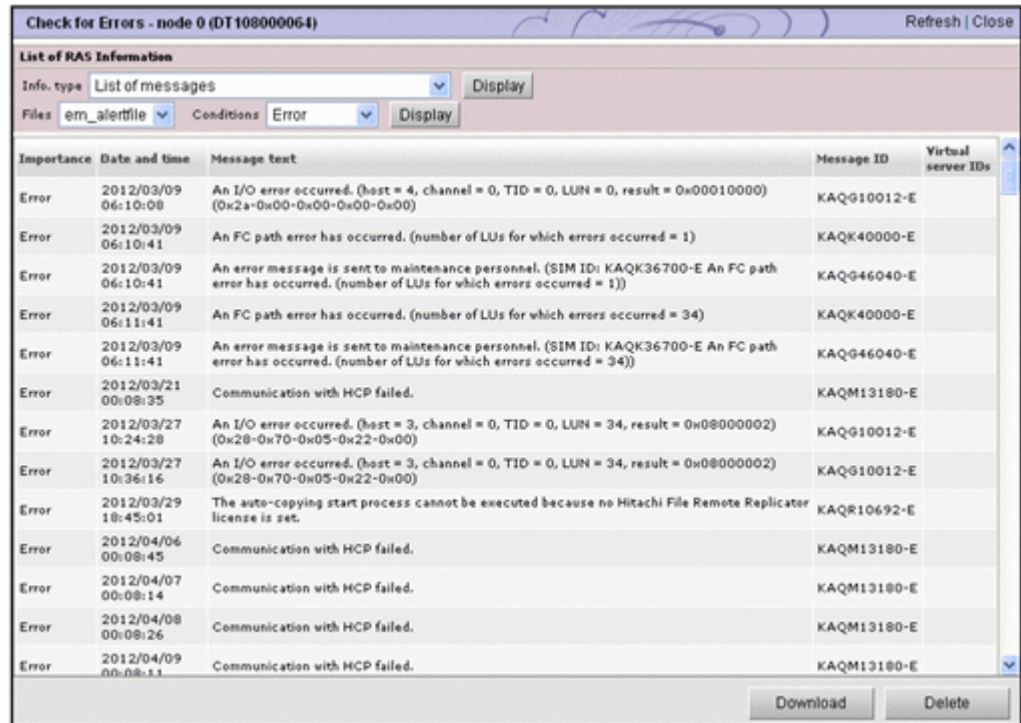 Check for Errors - node 0 (DT108000064)
Refresh | Close
List of RAS Information
Info. type List of messages Display
Files em_alertfile Conditions Error Display
Importance Date and time Message text Message ID Virtual server IDs
Error 2012/03/09 06:10:08 An I/O error occurred. (host = 4, channel = 0, TID = 0, LUN = 0, result = 0x00010000) (0x2a-0x00-0x00-0x00-0x00) KAQG10012-E
Error 2012/03/09 06:10:41 An FC path error has occurred. (number of LUs for which errors occurred = 1) KAQK40000-E
Error 2012/03/09 06:10:41 An error message is sent to maintenance personnel. (SIM ID: KAQK36700-E An FC path error has occurred. (number of LUs for which errors occurred = 1)) KAQG46040-E
Error 2012/03/09 06:11:41 An FC path error has occurred. (number of LUs for which errors occurred = 34) KAQK40000-E
Error 2012/03/09 06:11:41 An error message is sent to maintenance personnel. (SIM ID: KAQK36700-E An FC path error has occurred. (number of LUs for which errors occurred = 34)) KAQG46040-E
Error 2012/03/21 00:08:35 Communication with HCP failed. KAQM13180-E
Error 2012/03/27 10:24:28 An I/O error occurred. (host = 3, channel = 0, TID = 0, LUN = 34, result = 0x08000002) (0x28-0x70-0x05-0x22-0x00) KAQG10012-E
Error 2012/03/27 10:36:16 An I/O error occurred. (host = 3, channel = 0, TID = 0, LUN = 34, result = 0x08000002) (0x28-0x70-0x05-0x22-0x00) KAQG10012-E
Error 2012/03/29 18:45:01 The auto-copying start process cannot be executed because no Hitachi File Remote Replicator license is set. KAQR10692-E
Error 2012/04/06 00:08:45 Communication with HCP failed. KAQM13180-E
Error 2012/04/07 00:08:14 Communication with HCP failed. KAQM13180-E
Error 2012/04/08 00:08:26 Communication with HCP failed. KAQM13180-E
Error 2012/04/09 00:08:11 Communication with HCP failed. KAQM13180-E
Download Delete